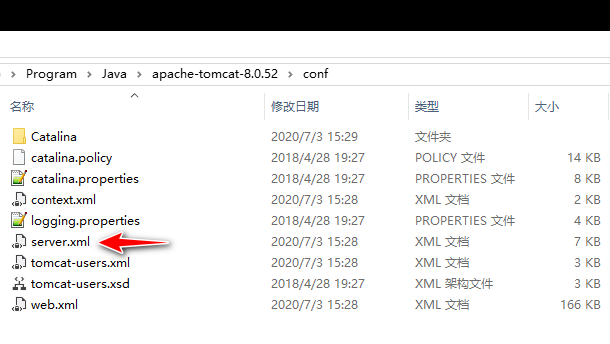 Program › Java › apache-tomcat-8.0.52 › conf
名称 修改日期 类型 大小
Catalina 2020/7/3 15:29 文件夹
catalina.policy 2018/4/28 19:27 POLICY 文件 14 KB
catalina.properties 2018/4/28 19:27 PROPERTIES 文件 8 KB
context.xml 2020/7/3 15:28 XML 文档 2 KB
logging.properties 2018/4/28 19:27 PROPERTIES 文件 4 KB
server.xml 2020/7/3 15:28 XML 文档 7 KB
tomcat-users.xml 2020/7/3 15:28 XML 文档 3 KB
tomcat-users.xsd 2018/4/28 19:27 XML 架构文件 3 KB
web.xml 2020/7/3 15:28 XML 文档 166 KB